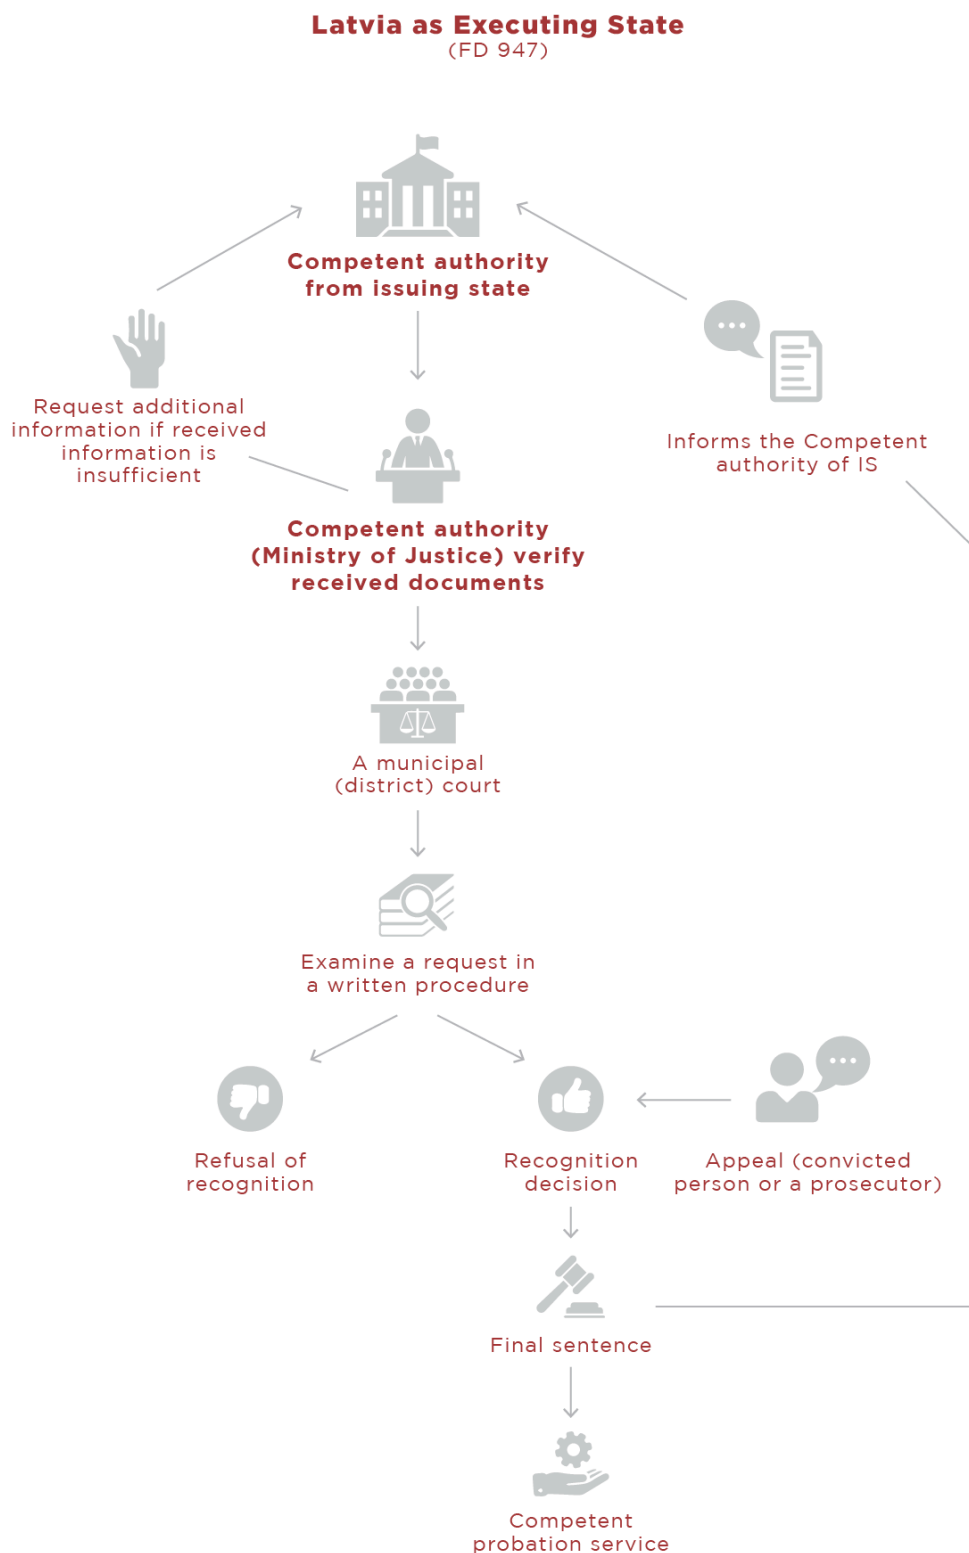 Latvia as Executing State
(FD 947)
Competent authority
from issuing state
Request additional
information if received
information is
insufficient
Informs the Competent
authority of IS
Competent authority
(Ministry of Justice) verify
received documents
A municipal
(district) court
Examine a request in
a written procedure
Refusal of
recognition
Recognition
decision
Appeal (convicted
person or a prosecutor)
Final sentence
Competent
probation service